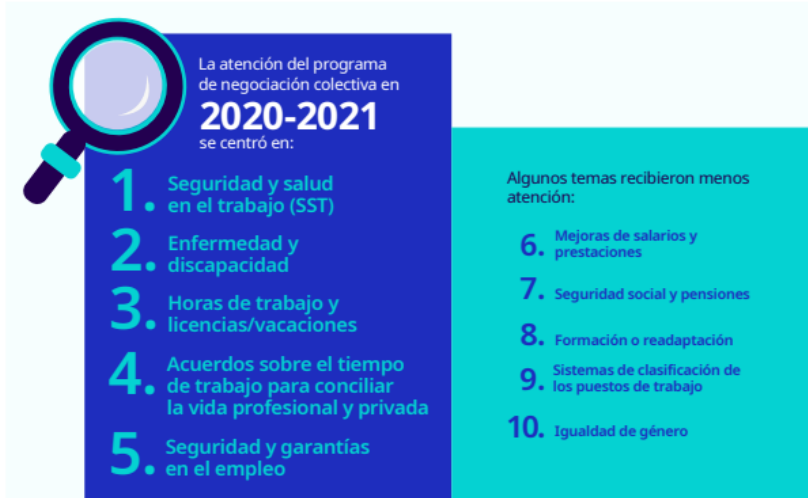 La atención del programa
de negociación colectiva en
2020-2021
se centró en:
1. Seguridad y salud
en el trabajo (SST)
2. Enfermedad y
discapacidad
3. Horas de trabajo y
licencias/vacaciones
4. Acuerdos sobre el tiempo
de trabajo para conciliar
la vida profesional y privada
5. Seguridad y garantías
en el empleo
Algunos temas recibieron menos
atención:
6. Mejoras de salarios y
prestaciones
7. Seguridad social y pensiones
8. Formación o readaptación
9. Sistemas de clasificación de
los puestos de trabajo
10. Igualdad de género